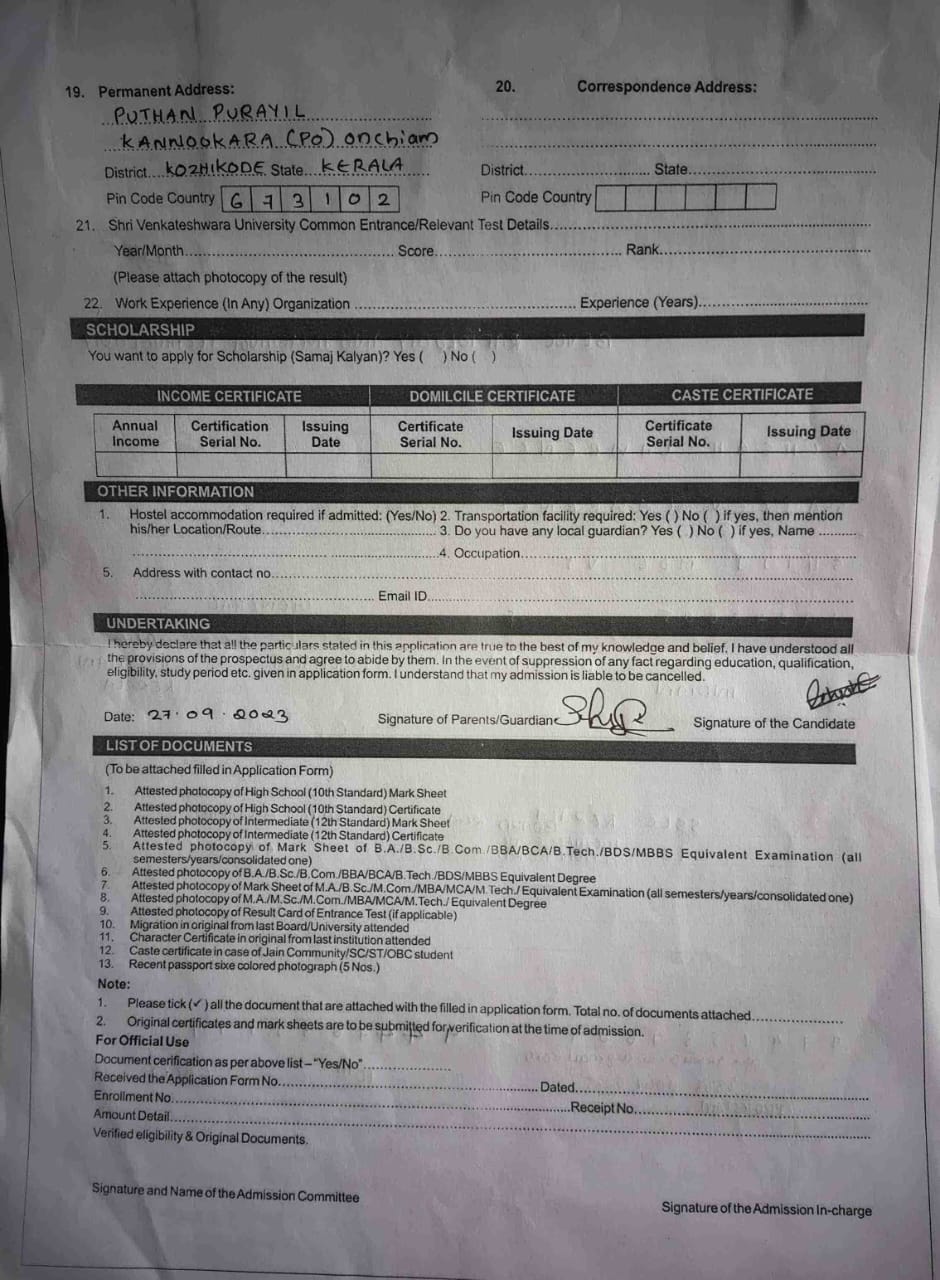 19. Permanent Address: 20. Correspondence Address:
PUTHAN PURAYIL
KANNOOKARA (PO) onchiam
District....KOZHIKODE State....KERALA District............ State............
Pin Code Country 6 7 3 1 0 2 Pin Code Country
21. Shri Venkateshwara University Common Entrance/Relevant Test Details............
Year/Month............ Score............ Rank............
(Please attach photocopy of the result)
22. Work Experience (In Any) Organization ............ Experience (Years)............
SCHOLARSHIP
You want to apply for Scholarship (Samaj Kalyan)? Yes ( ) No ( )
INCOME CERTIFICATE DOMILCILE CERTIFICATE CASTE CERTIFICATE
Annual Income Certification Serial No. Issuing Date Certificate Serial No. Issuing Date Certificate Serial No. Issuing Date
OTHER INFORMATION
1. Hostel accommodation required if admitted: (Yes/No) 2. Transportation facility required: Yes ( ) No ( ) if yes, then mention
his/her Location/Route............ 3. Do you have any local guardian? Yes ( ) No ( ) if yes, Name ..........
............ 4. Occupation............
5. Address with contact no............
............ Email ID............
UNDERTAKING
I hereby declare that all the particulars stated in this application are true to the best of my knowledge and belief. I have understood all
the provisions of the prospectus and agree to abide by them. In the event of suppression of any fact regarding education, qualification,
eligibility, study period etc. given in application form. I understand that my admission is liable to be cancelled.
Date: 27.09.2023 Signature of Parents/Guardian Signature of the Candidate
LIST OF DOCUMENTS
(To be attached filled in Application Form)
1. Attested photocopy of High School (10th Standard) Mark Sheet
2. Attested photocopy of High School (10th Standard) Certificate
3. Attested photocopy of Intermediate (12th Standard) Mark Sheet
4. Attested photocopy of Intermediate (12th Standard) Certificate
5. Attested photocopy of Mark Sheet of B.A./B.Sc./B.Com./BBA/BCA/B.Tech./BDS/MBBS Equivalent Examination (all
semesters/years/consolidated one)
6. Attested photocopy of B.A./B.Sc./B.Com./BBA/BCA/B.Tech./BDS/MBBS Equivalent Degree
7. Attested photocopy of Mark Sheet of M.A./B.Sc./M.Com./MBA/MCA/M.Tech./ Equivalent Examination (all semesters/years/consolidated one)
8. Attested photocopy of M.A./M.Sc./M.Com./MBA/MCA/M.Tech./ Equivalent Degree
9. Attested photocopy of Result Card of Entrance Test (if applicable)
10. Migration in original from last Board/University attended
11. Character Certificate in original from last institution attended
12. Caste certificate in case of Jain Community/SC/ST/OBC student
13. Recent passport sixe colored photograph (5 Nos.)
Note:
1. Please tick (✓) all the document that are attached with the filled in application form. Total no. of documents attached............
2. Original certificates and mark sheets are to be submitted for verification at the time of admission.
For Official Use
Document cerification as per above list – "Yes/No"............
Received the Application Form No............ Dated............
Enrollment No............ Receipt No............
Amount Detail............
Verified eligibility & Original Documents.
Signature and Name of the Admission Committee Signature of the Admission In-charge